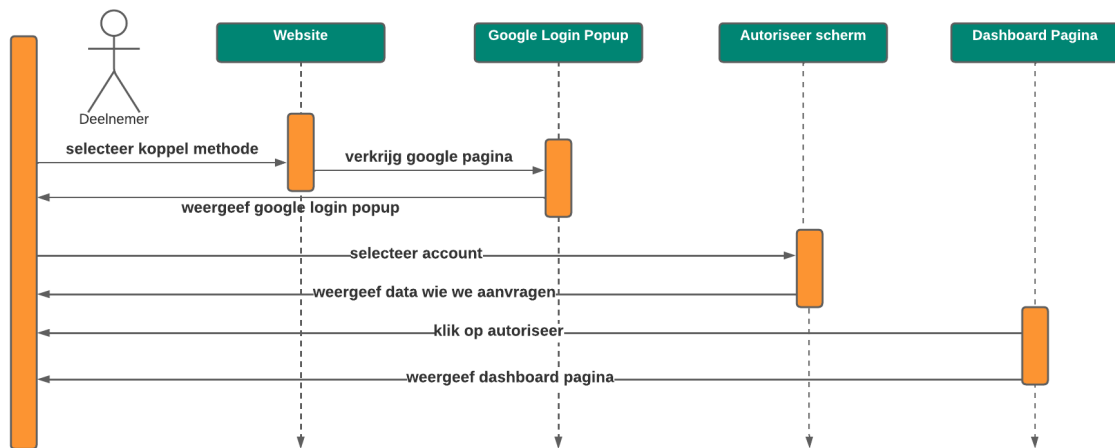 Website
Google Login Popup
Autoriseer scherm
Dashboard Pagina
Deelnemer
selecteer koppel methode
verkrijg google pagina
weergeef google login popup
selecteer account
weergeef data wie we aanvragen
klik op autoriseer
weergeef dashboard pagina